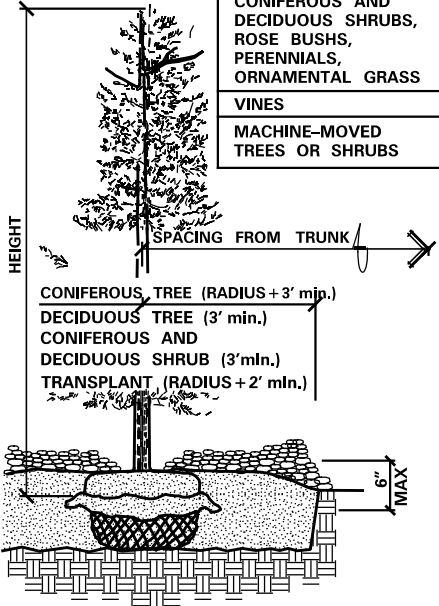 CONIFEROUS AND
DECIDUOUS SHRUBS,
ROSE BUSHS,
PERENNIALS,
ORNAMENTAL GRASS
VINES
MACHINE–MOVED
TREES OR SHRUBS
HEIGHT
SPACING FROM TRUNK
CONIFEROUS TREE (RADIUS+3' min.)
DECIDUOUS TREE (3' min.)
CONIFEROUS AND
DECIDUOUS SHRUB (3'mln.)
TRANSPLANT (RADIUS+2' mln.)
6"
MAX